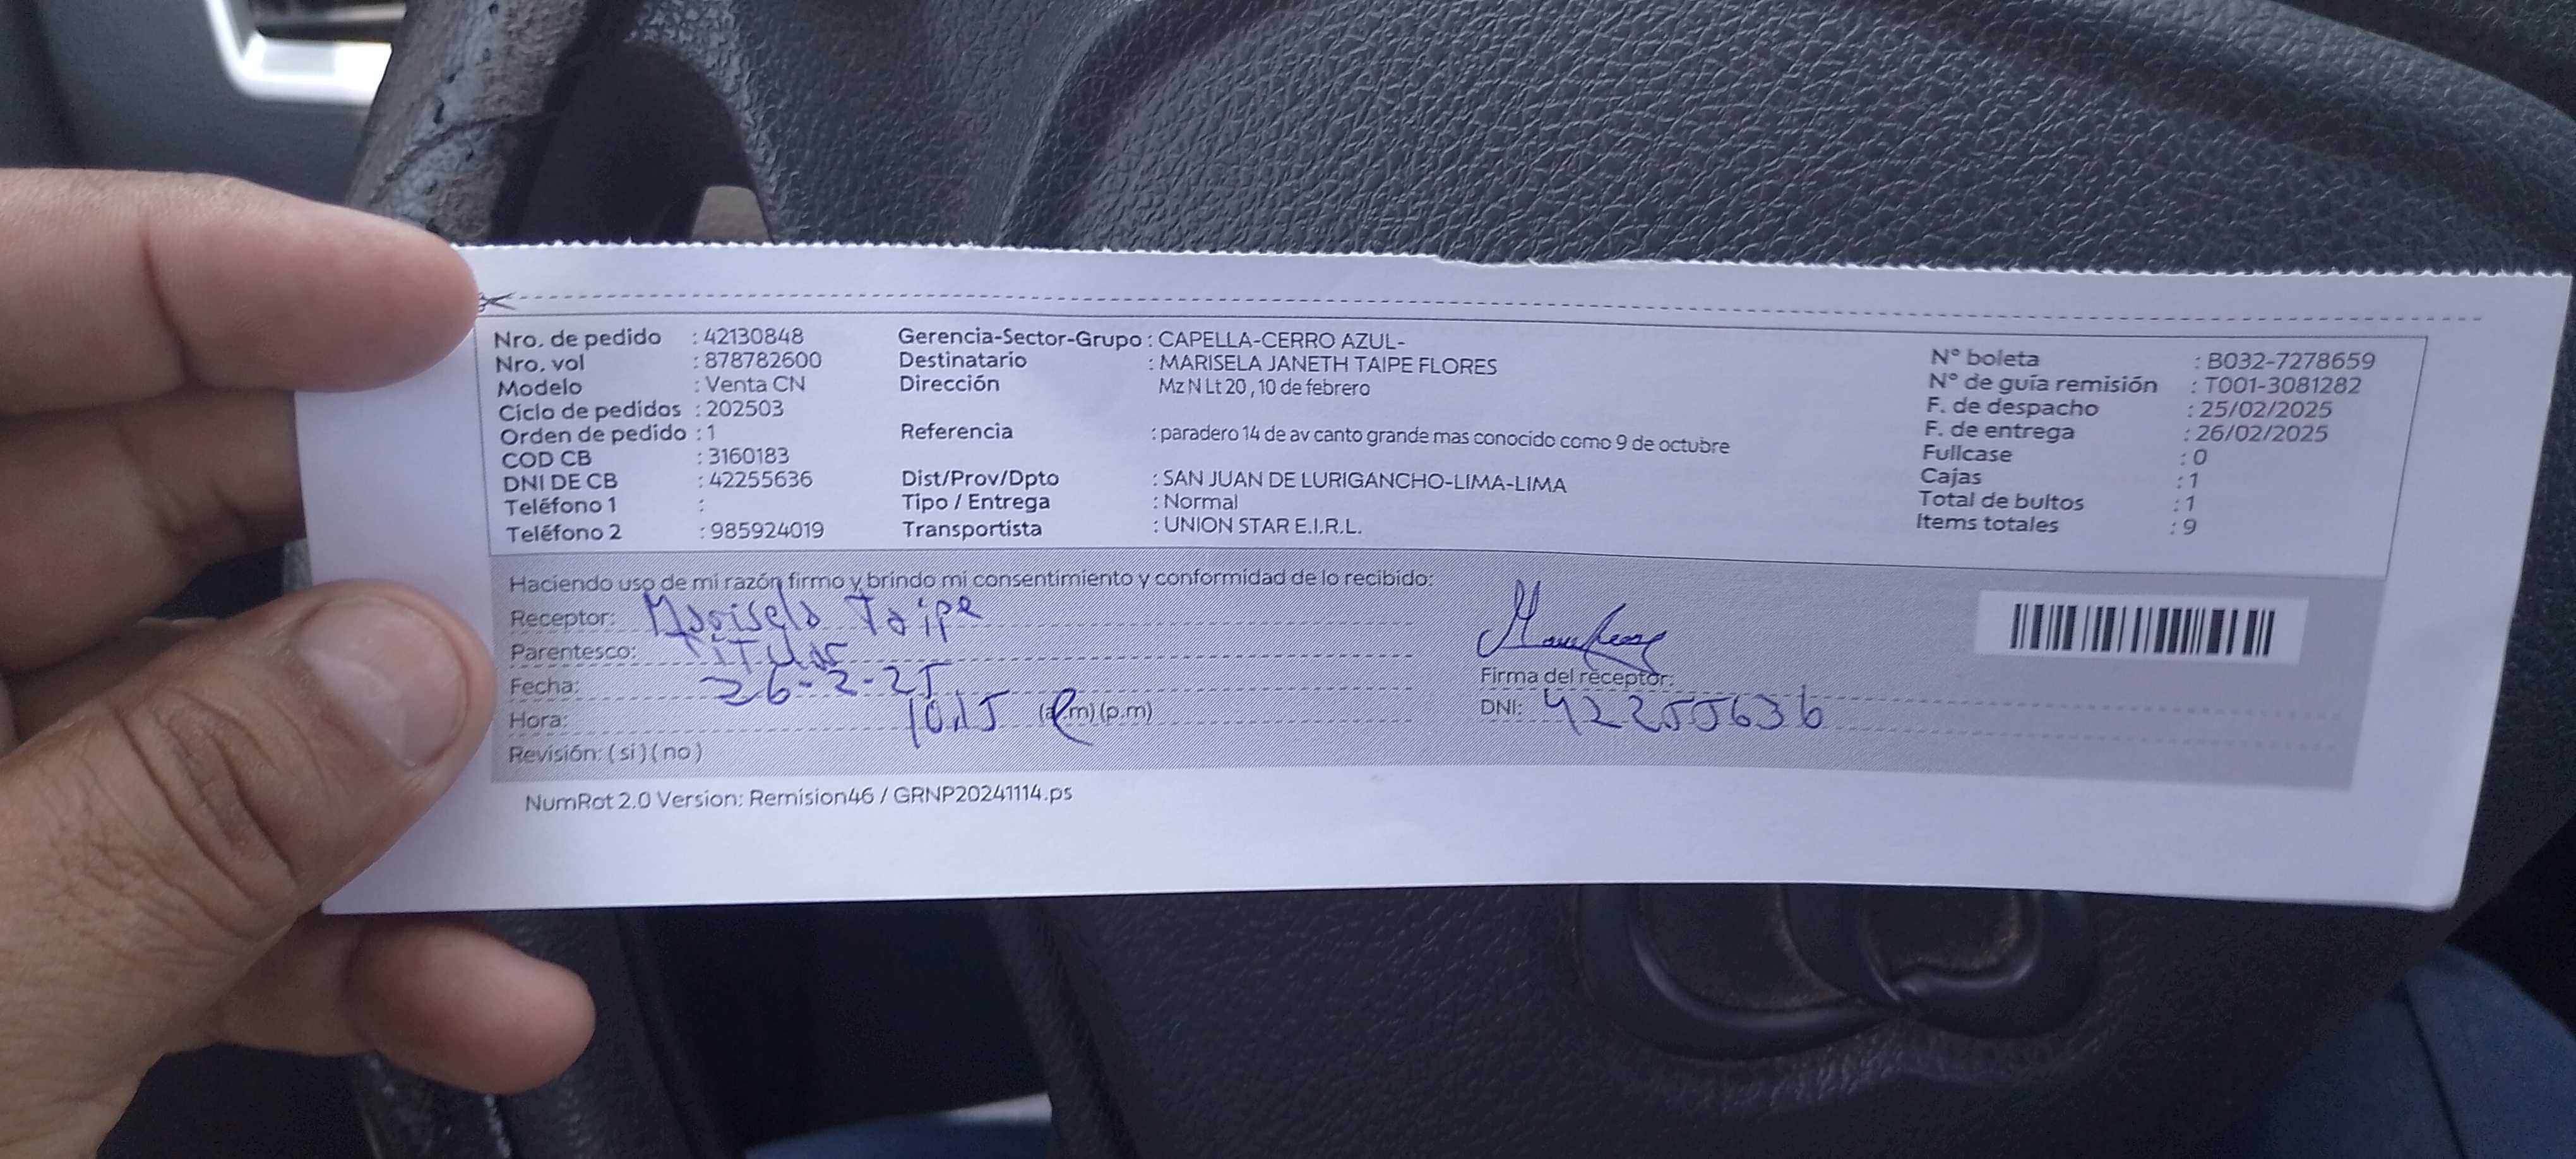 Nro. de pedido : 42130848
Nro. vol : 878782600
Modelo : Venta CN
Ciclo de pedidos : 202503
Orden de pedido : 1
COD CB : 3160183
DNI DE CB : 42255636
Teléfono 1 :
Teléfono 2 : 985924019
Gerencia-Sector-Grupo : CAPELLA-CERRO AZUL-
Destinatario : MARISELA JANETH TAIPE FLORES
Dirección Mz N Lt 20 , 10 de febrero
Referencia : paradero 14 de av canto grande mas conocido como 9 de octubre
Dist/Prov/Dpto : SAN JUAN DE LURIGANCHO-LIMA-LIMA
Tipo / Entrega : Normal
Transportista : UNION STAR E.I.R.L.
N° boleta : B032-7278659
N° de guía remisión : T001-3081282
F. de despacho : 25/02/2025
F. de entrega : 26/02/2025
Fullcase : 0
Cajas : 1
Total de bultos : 1
Items totales : 9
Haciendo uso de mi razón firmo y brindo mi consentimiento y conformidad de lo recibido:
Receptor: Marisela Taipe
Parentesco: TiTular
Fecha: 26-2-25
Hora: 10:15 (a.m) (p.m)
Revisión: ( si ) ( no )
Firma del receptor:
DNI: 42255636
NumRot 2.0 Version: Remision46 / GRNP20241114.ps